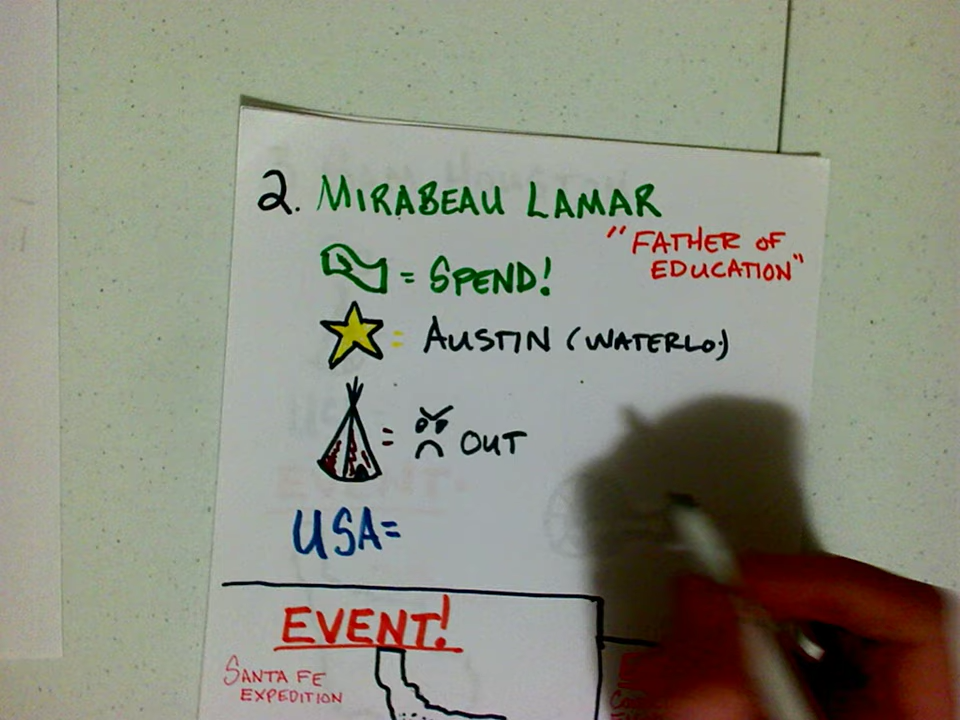 2. MIRABEAU LAMAR
"FATHER OF
EDUCATION"
= SPEND!
= AUSTIN (WATERLO.)
= OUT
USA=
EVENT!
SANTA FE
EXPEDITION